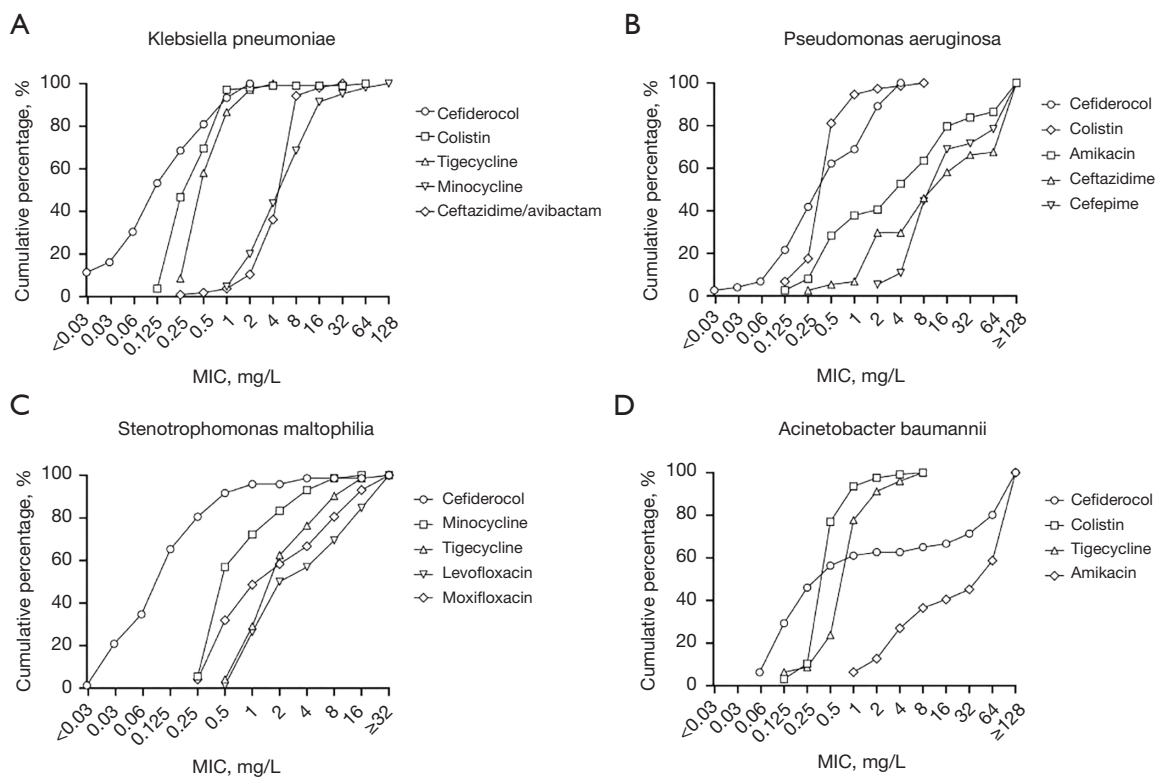 A
Klebsiella pneumoniae
Cumulative percentage, %
100
80
60
40
20
0
<0.03
0.03
0.06
0.125
0.25
0.5
1
2
4
8
16
32
64
128
MIC, mg/L
Cefiderocol
Colistin
Tigecycline
Minocycline
Ceftazidime/avibactam
B
Pseudomonas aeruginosa
Cumulative percentage, %
100
80
60
40
20
0
<0.03
0.03
0.06
0.125
0.25
0.5
1
2
4
8
16
32
64
≥128
MIC, mg/L
Cefiderocol
Colistin
Amikacin
Ceftazidime
Cefepime
C
Stenotrophomonas maltophilia
Cumulative percentage, %
100
80
60
40
20
0
<0.03
0.03
0.06
0.125
0.25
0.5
1
2
4
8
16
≥32
MIC, mg/L
Cefiderocol
Minocycline
Tigecycline
Levofloxacin
Moxifloxacin
D
Acinetobacter baumannii
Cumulative percentage, %
100
80
60
40
20
0
<0.03
0.03
0.06
0.125
0.25
0.5
1
2
4
8
16
32
64
≥128
MIC, mg/L
Cefiderocol
Colistin
Tigecycline
Amikacin